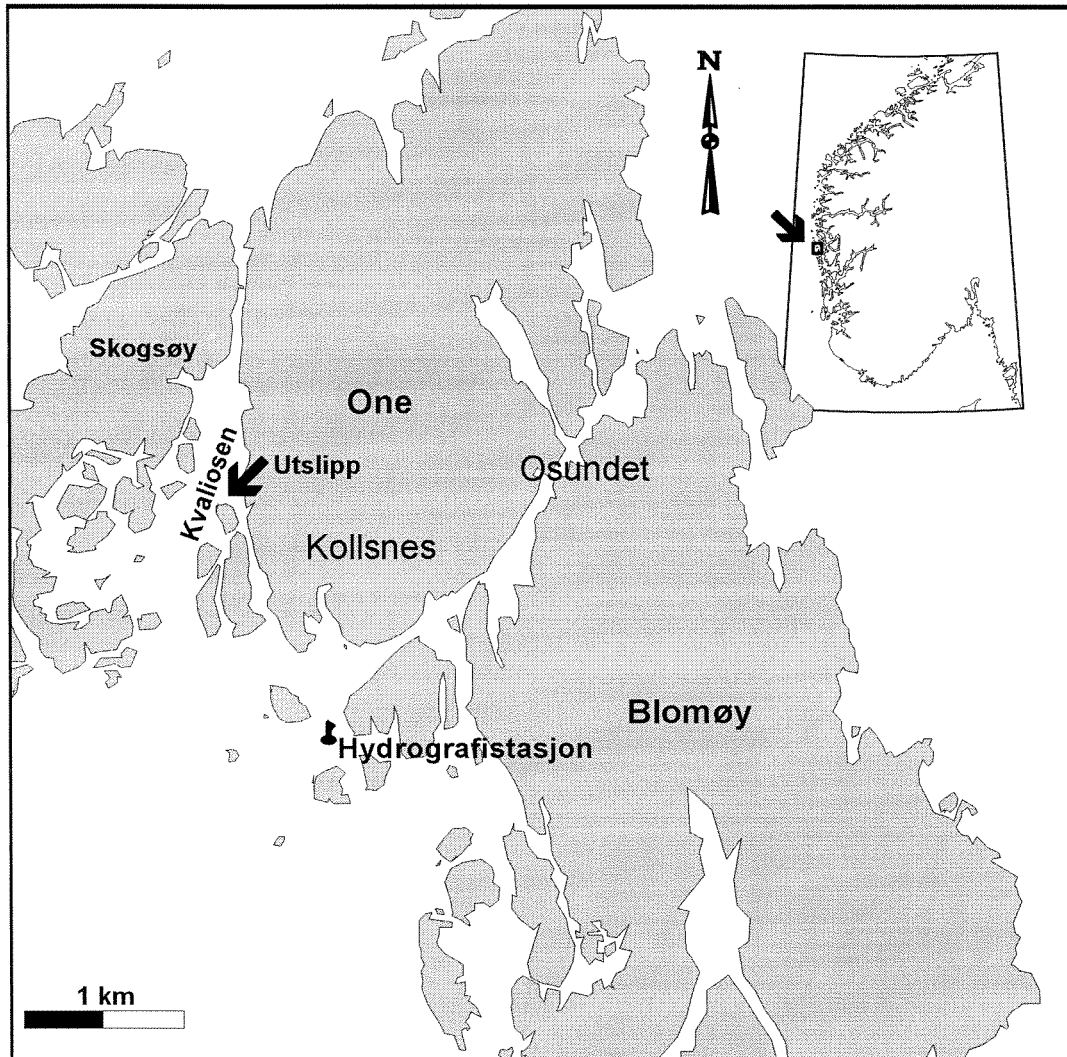 N
Skogsøy
One
Osundet
Utslipp
Kvaliosen
Kollsnes
Blomøy
Hydrografistasjon
1 km